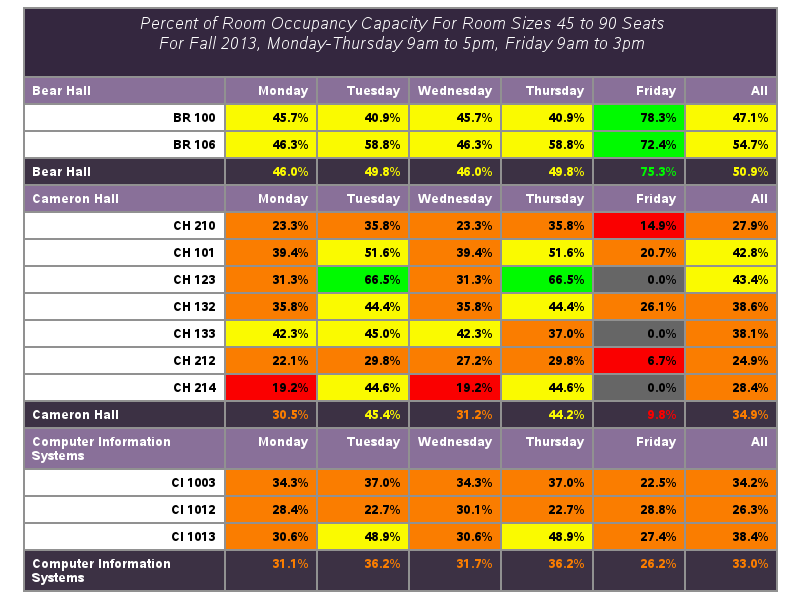 Percent of Room Occupancy Capacity For Room Sizes 45 to 90 Seats
For Fall 2013, Monday-Thursday 9am to 5pm, Friday 9am to 3pm
Bear Hall Monday Tuesday Wednesday Thursday Friday All
BR 100 45.7% 40.9% 45.7% 40.9% 78.3% 47.1%
BR 106 46.3% 58.8% 46.3% 58.8% 72.4% 54.7%
Bear Hall 46.0% 49.8% 46.0% 49.8% 75.3% 50.9%
Cameron Hall Monday Tuesday Wednesday Thursday Friday All
CH 210 23.3% 35.8% 23.3% 35.8% 14.9% 27.9%
CH 101 39.4% 51.6% 39.4% 51.6% 20.7% 42.8%
CH 123 31.3% 66.5% 31.3% 66.5% 0.0% 43.4%
CH 132 35.8% 44.4% 35.8% 44.4% 26.1% 38.6%
CH 133 42.3% 45.0% 42.3% 37.0% 0.0% 38.1%
CH 212 22.1% 29.8% 27.2% 29.8% 6.7% 24.9%
CH 214 19.2% 44.6% 19.2% 44.6% 0.0% 28.4%
Cameron Hall 30.5% 45.4% 31.2% 44.2% 9.8% 34.9%
Computer Information Monday Tuesday Wednesday Thursday Friday All
Systems
CI 1003 34.3% 37.0% 34.3% 37.0% 22.5% 34.2%
CI 1012 28.4% 22.7% 30.1% 22.7% 28.8% 26.3%
CI 1013 30.6% 48.9% 30.6% 48.9% 27.4% 38.4%
Computer Information 31.1% 36.2% 31.7% 36.2% 26.2% 33.0%
Systems